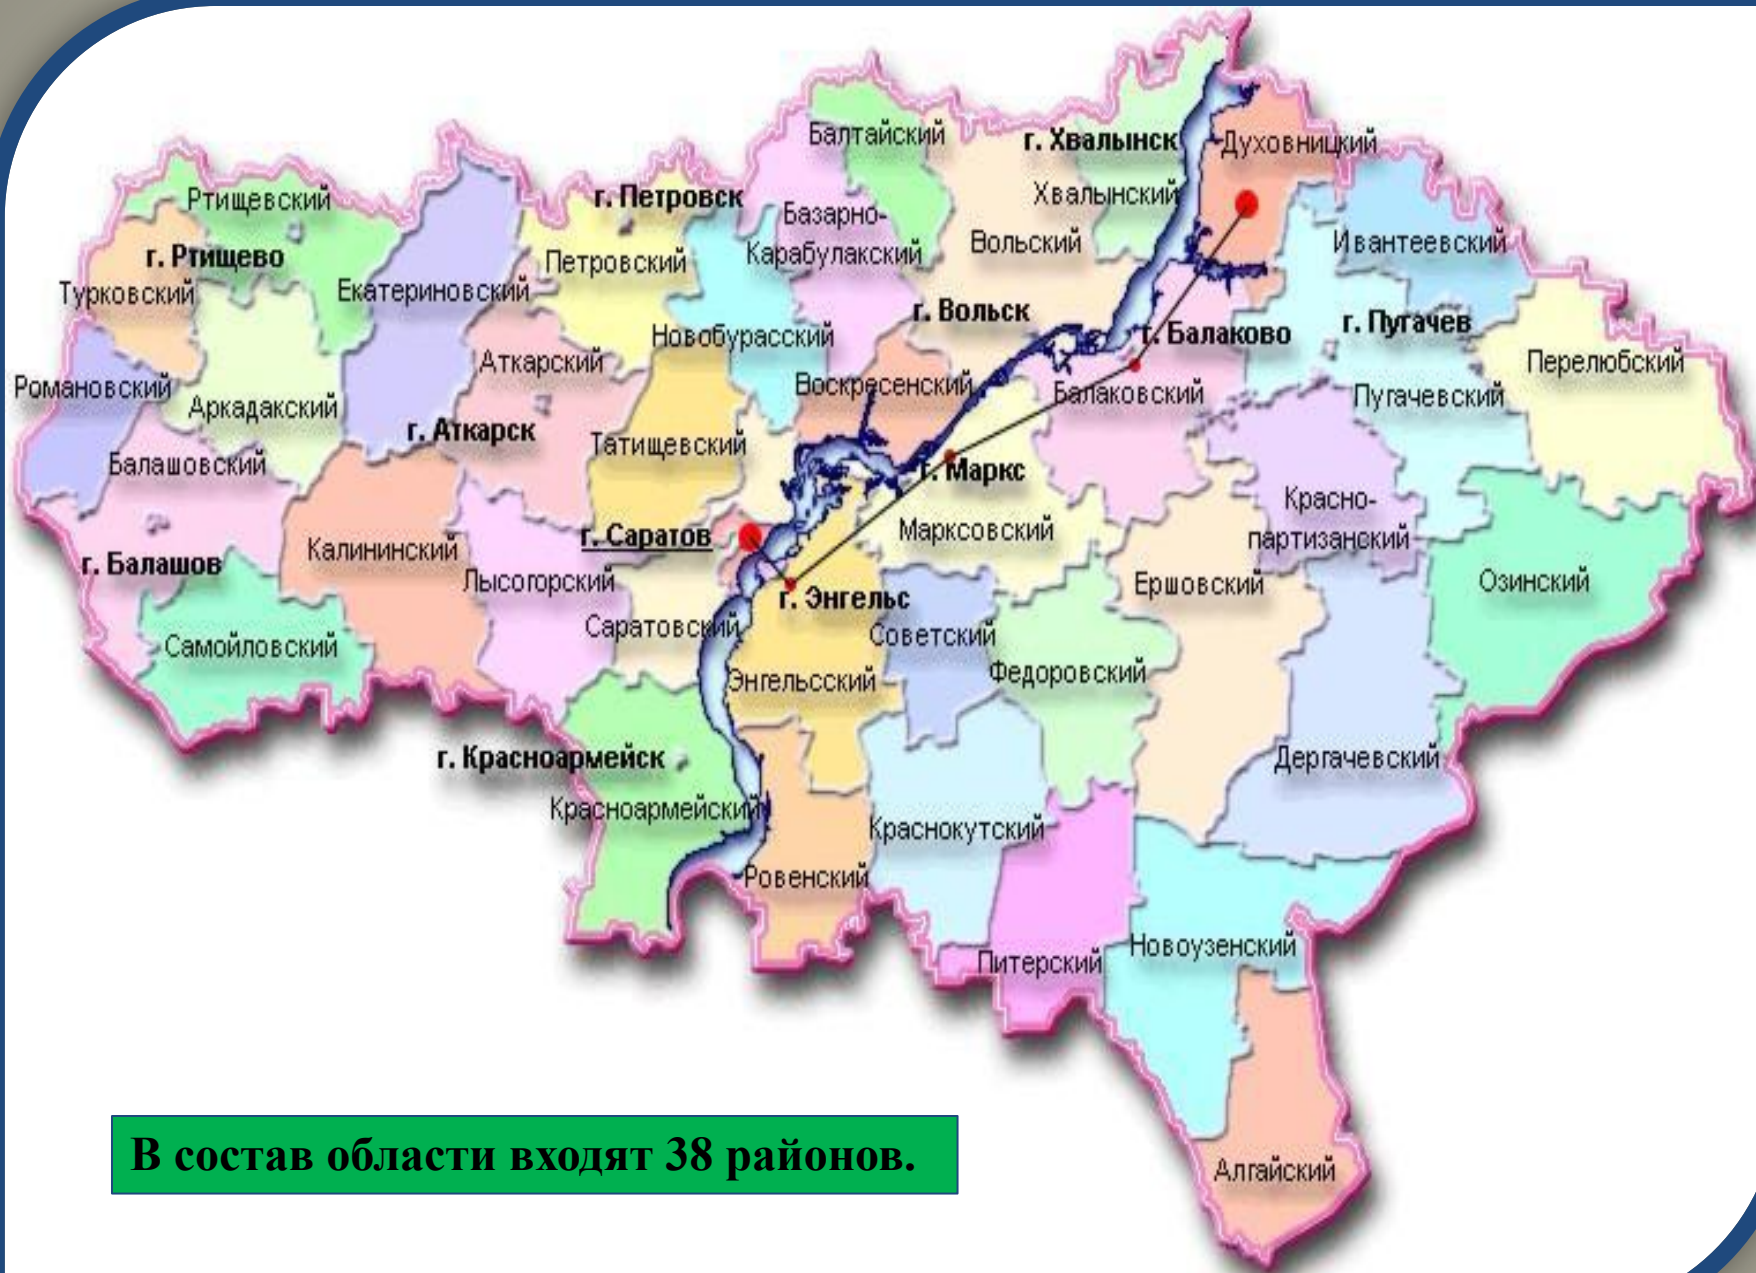 Балтайский
г. Хвалынск
Духовницкий
Ртищевский
г. Петровск
Хвалынский
Базарно-
Карабулакский
Вольский
Ивантеевский
г. Ртищево
Петровский
Турковский
Екатериновский
г. Вольск
г. Балаково
г. Пугачев
Новобурасский
Аткарский
Перелюбский
Романовский
Воскресенский
Балаковский
Пугачевский
Аркадакский
г. Аткарск
Татищевский
Балашовский
г. Маркс
Красно-
партизанский
Марксовский
г. Саратов
Калининский
г. Балашов
Лысогорский
Ершовский
Озинский
г. Энгельс
Саратовский
Советский
Самойловский
Федоровский
Энгельсский
г. Красноармейск
Дергачевский
Красноармейский
Краснокутский
Ровенский
Новоузенский
Питерский
В состав области входят 38 районов.
Алгайский